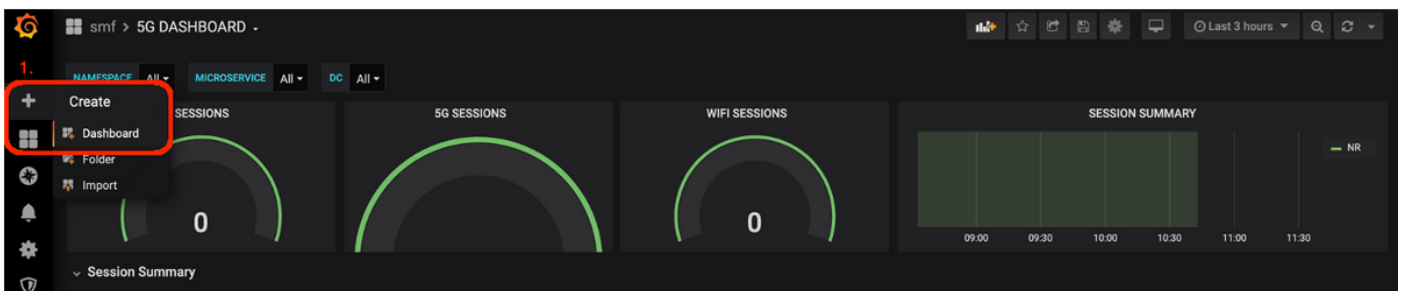 smf > 5G DASHBOARD
Last 3 hours
1.
NAMESPACE All
MICROSERVICE All
DC All
Create
Dashboard
Folder
Import
SESSIONS
0
5G SESSIONS
WIFI SESSIONS
0
SESSION SUMMARY
NR
09:00 09:30 10:00 10:30 11:00 11:30
Session Summary